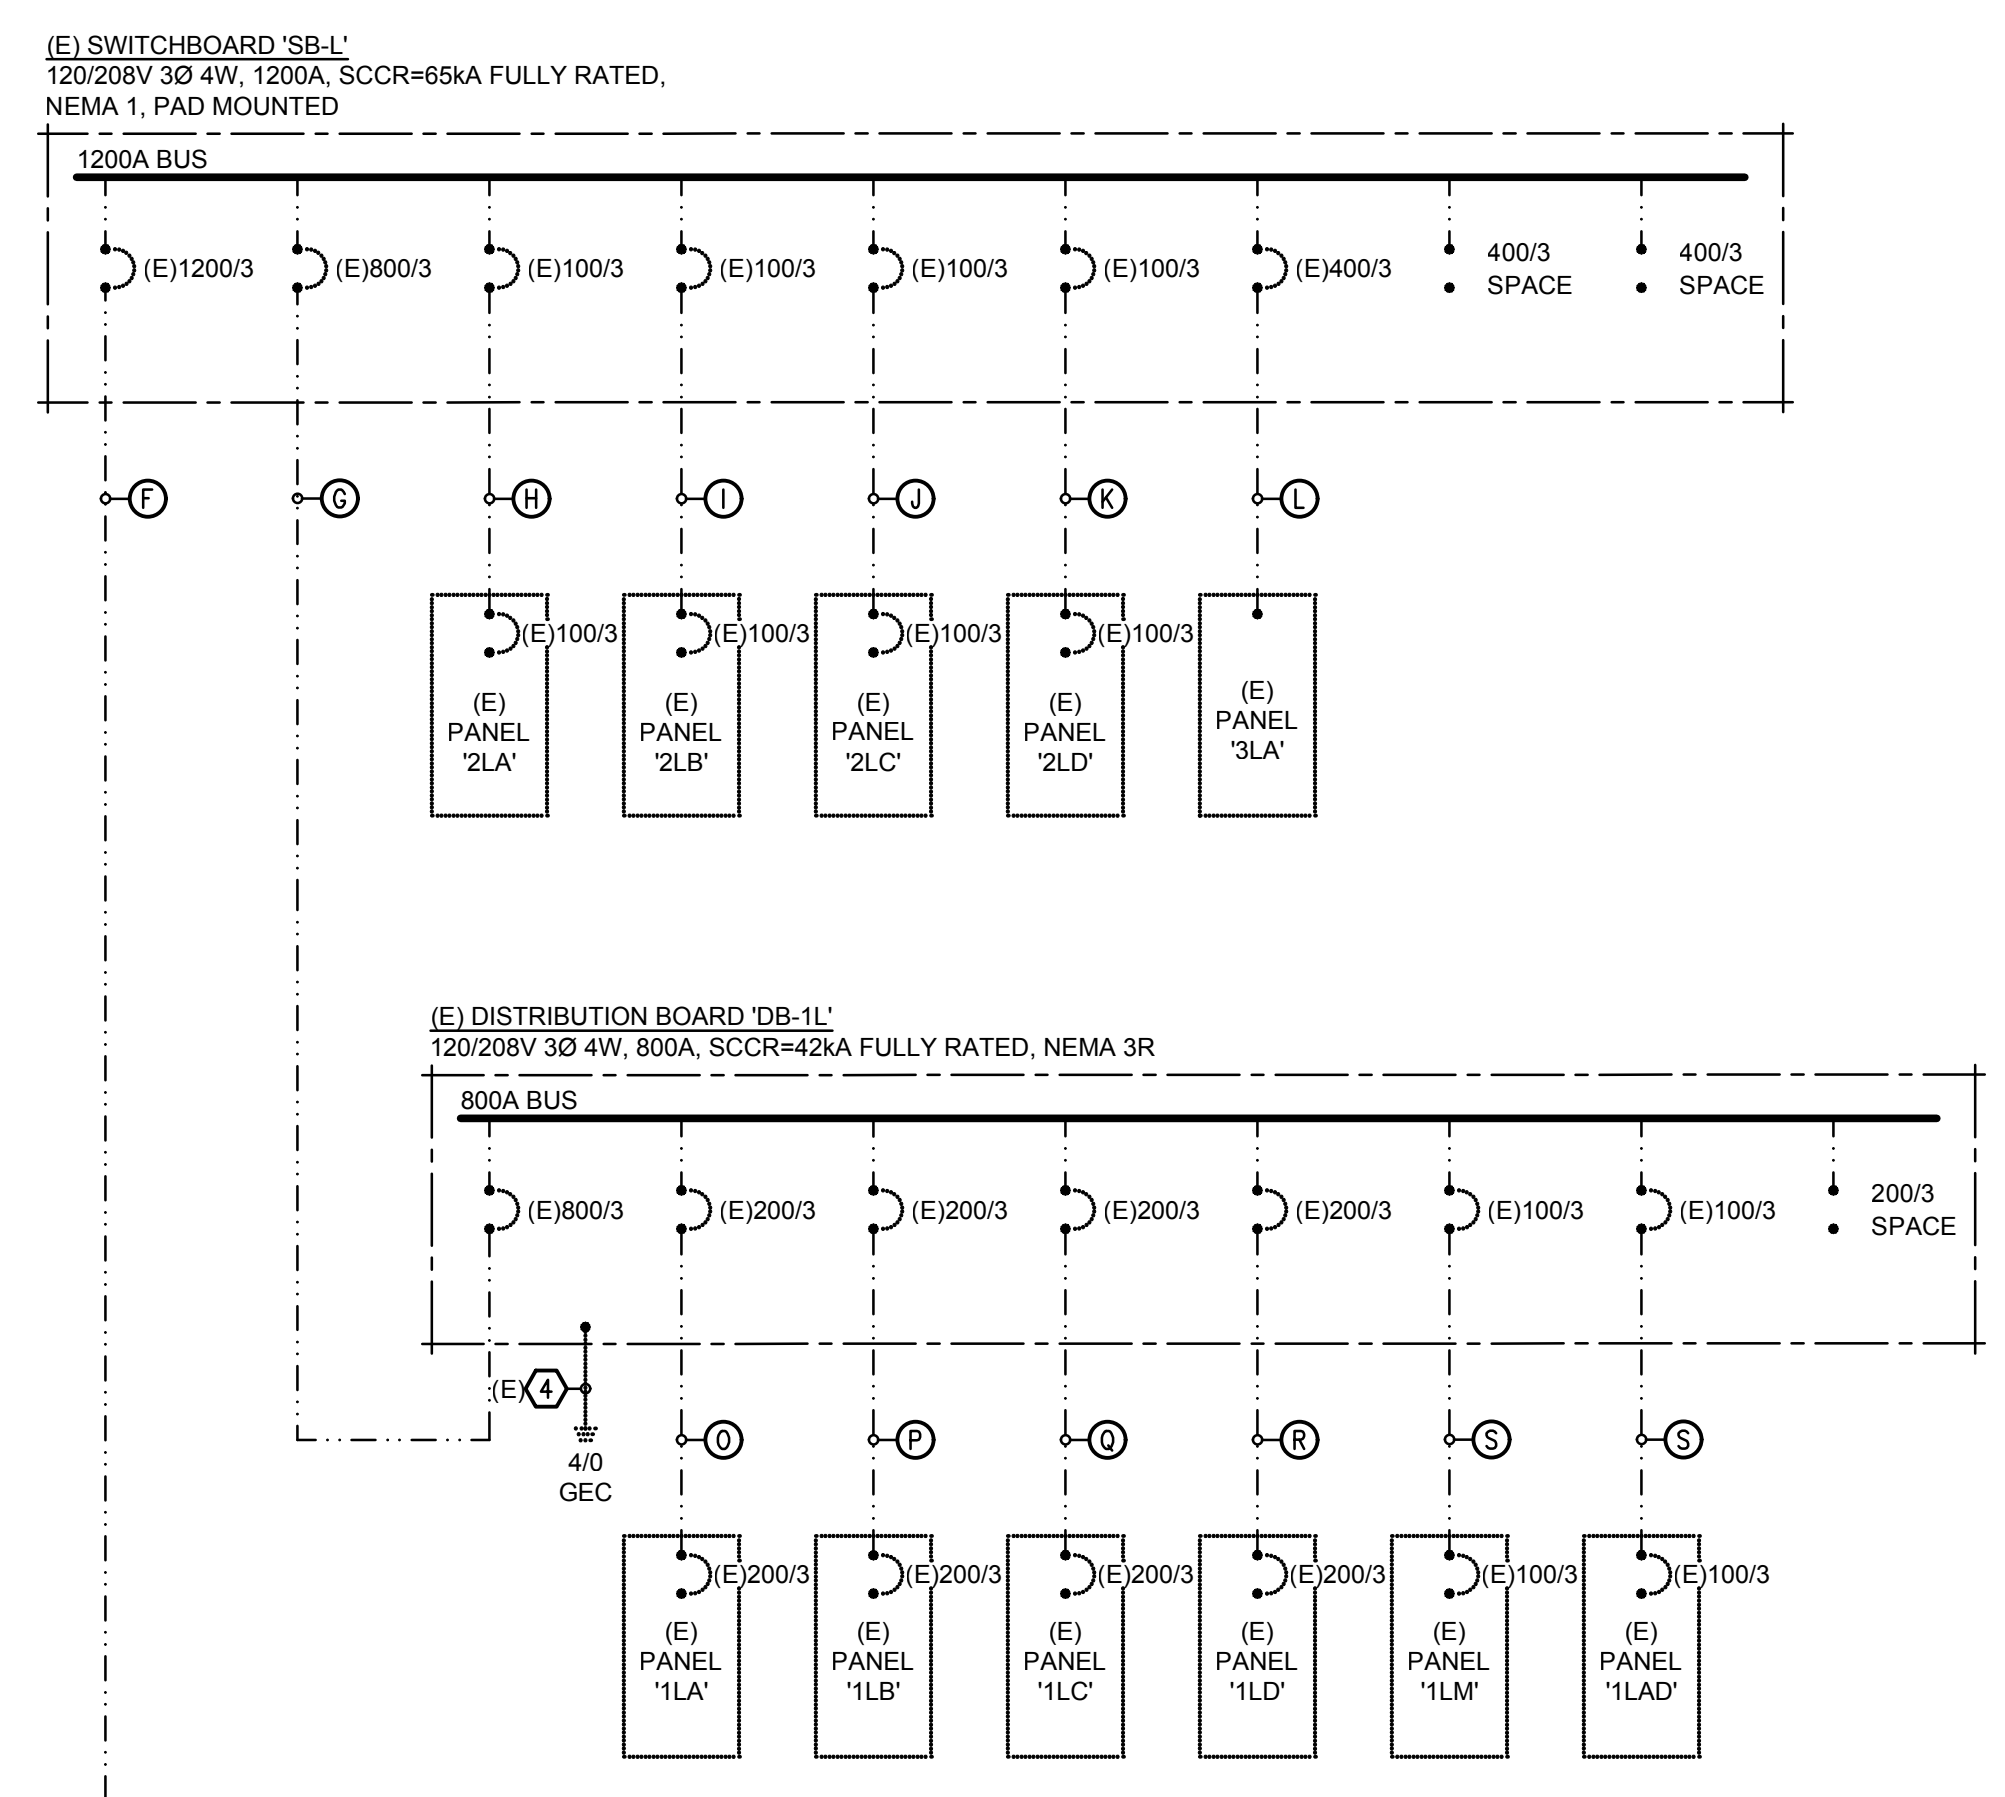 (E) SWITCHBOARD 'SB-L'
120/208V 3Ø 4W, 1200A, SCCR=65kA FULLY RATED,
NEMA 1, PAD MOUNTED
1200A BUS
(E)1200/3
(E)800/3
(E)100/3
(E)100/3
(E)100/3
(E)100/3
(E)400/3
400/3
SPACE
400/3
SPACE
F
G
H
I
J
K
L
(E)100/3
(E)100/3
(E)100/3
(E)100/3
(E)
PANEL
'2LA'
(E)
PANEL
'2LB'
(E)
PANEL
'2LC'
(E)
PANEL
'2LD'
(E)
PANEL
'3LA'
(E) DISTRIBUTION BOARD 'DB-1L'
120/208V 3Ø 4W, 800A, SCCR=42kA FULLY RATED, NEMA 3R
800A BUS
(E)800/3
(E)200/3
(E)200/3
(E)200/3
(E)200/3
(E)100/3
(E)100/3
200/3
SPACE
(E) 4
4/0
GEC
O
P
Q
R
S
S
(E)200/3
(E)200/3
(E)200/3
(E)200/3
(E)100/3
(E)100/3
(E)
PANEL
'1LA'
(E)
PANEL
'1LB'
(E)
PANEL
'1LC'
(E)
PANEL
'1LD'
(E)
PANEL
'1LM'
(E)
PANEL
'1LAD'